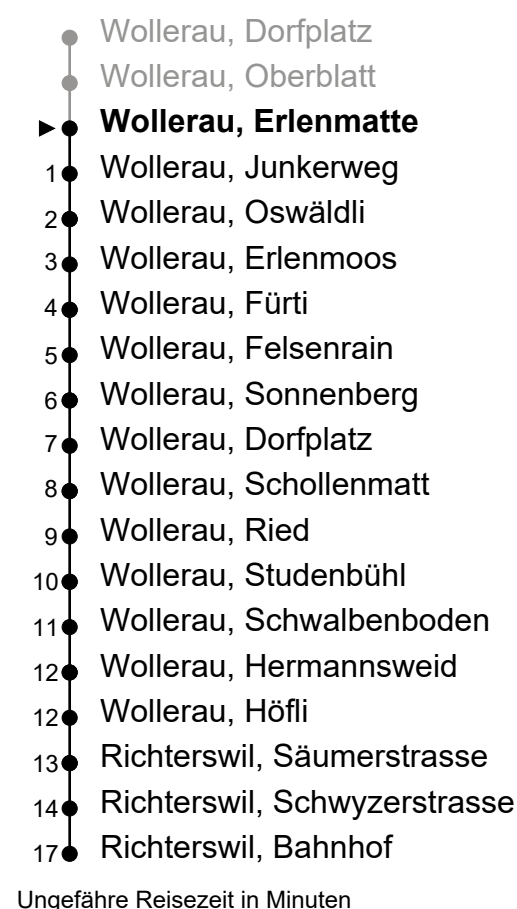 Wollerau, Dorfplatz
Wollerau, Oberblatt
Wollerau, Erlenmatte
1 Wollerau, Junkerweg
2 Wollerau, Oswäldli
3 Wollerau, Erlenmoos
4 Wollerau, Fürti
5 Wollerau, Felsenrain
6 Wollerau, Sonnenberg
7 Wollerau, Dorfplatz
8 Wollerau, Schollenmatt
9 Wollerau, Ried
10 Wollerau, Studenbühl
11 Wollerau, Schwalbenboden
12 Wollerau, Hermannsweid
12 Wollerau, Höfli
13 Richterswil, Säumerstrasse
14 Richterswil, Schwyzerstrasse
17 Richterswil, Bahnhof
Ungefähre Reisezeit in Minuten